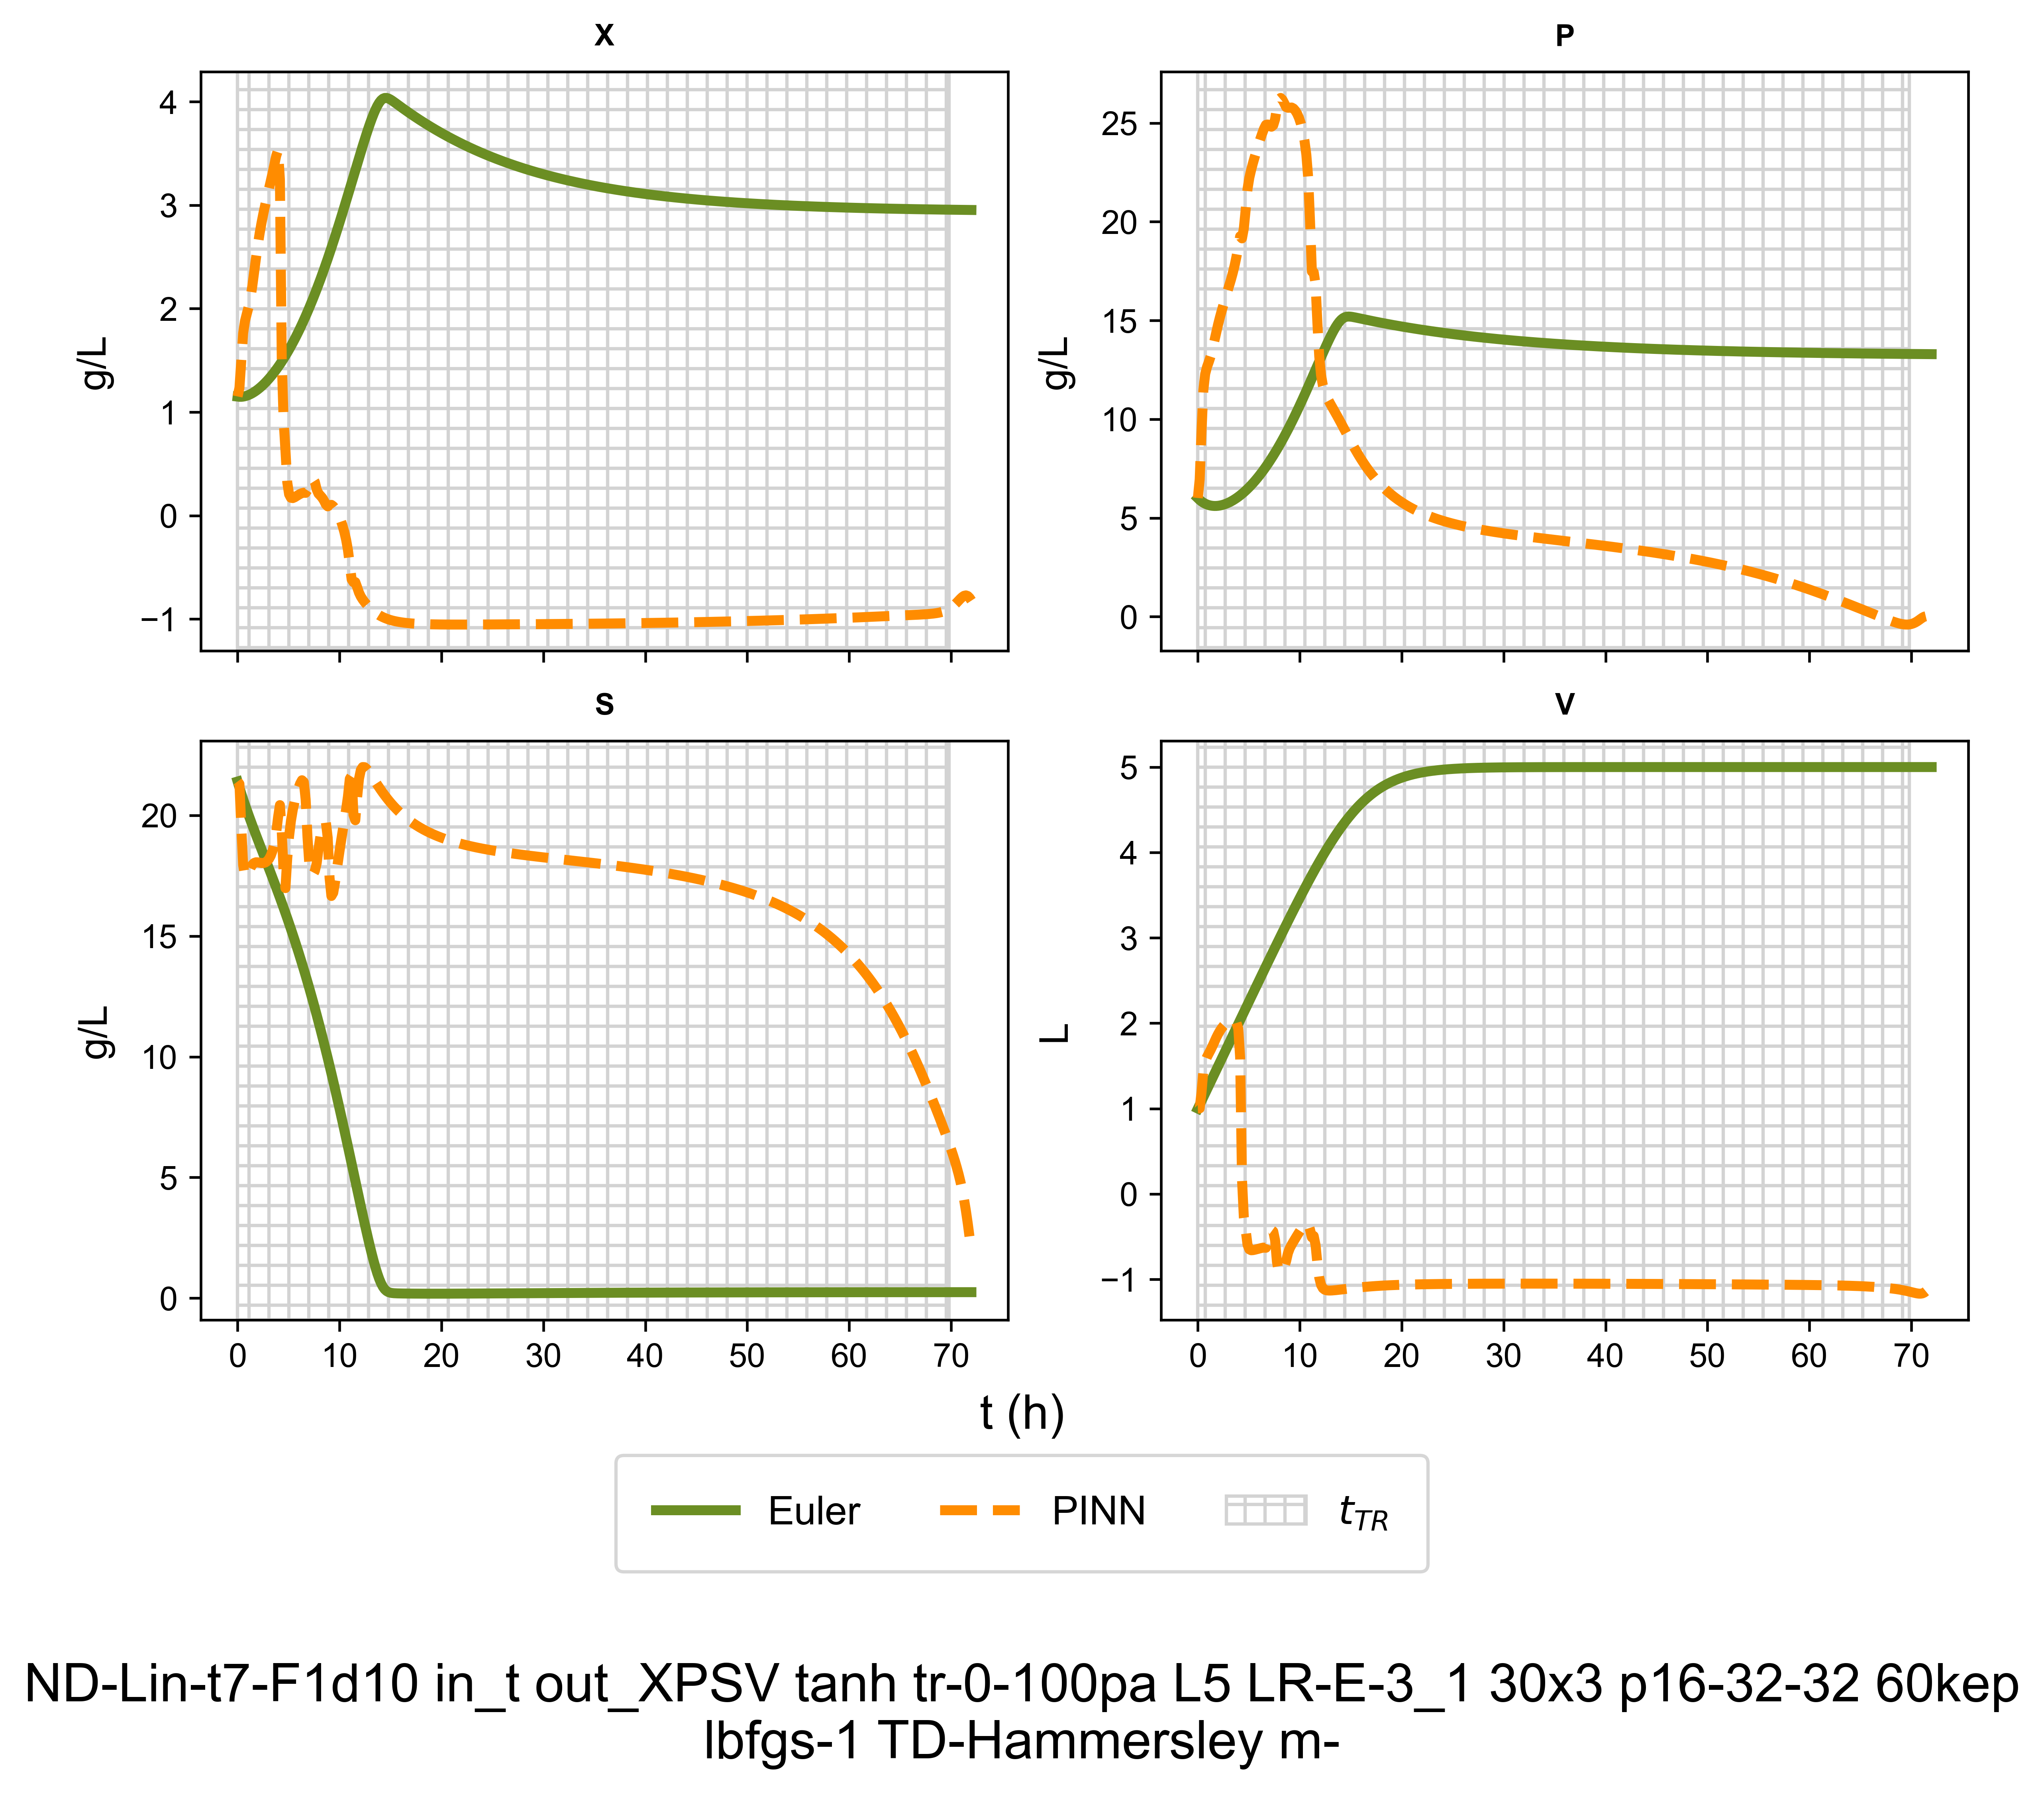 X
P
4
3
2
1
0
−1
g/L
25
20
15
10
5
0
g/L
S
V
20
15
10
5
0
g/L
0 10 20 30 40 50 60 70
5
4
3
2
1
0
−1
L
0 10 20 30 40 50 60 70
t (h)
Euler PINN t_TR
ND-Lin-t7-F1d10 in_t out_XPSV tanh tr-0-100pa L5 LR-E-3_1 30x3 p16-32-32 60kep
lbfgs-1 TD-Hammersley m-